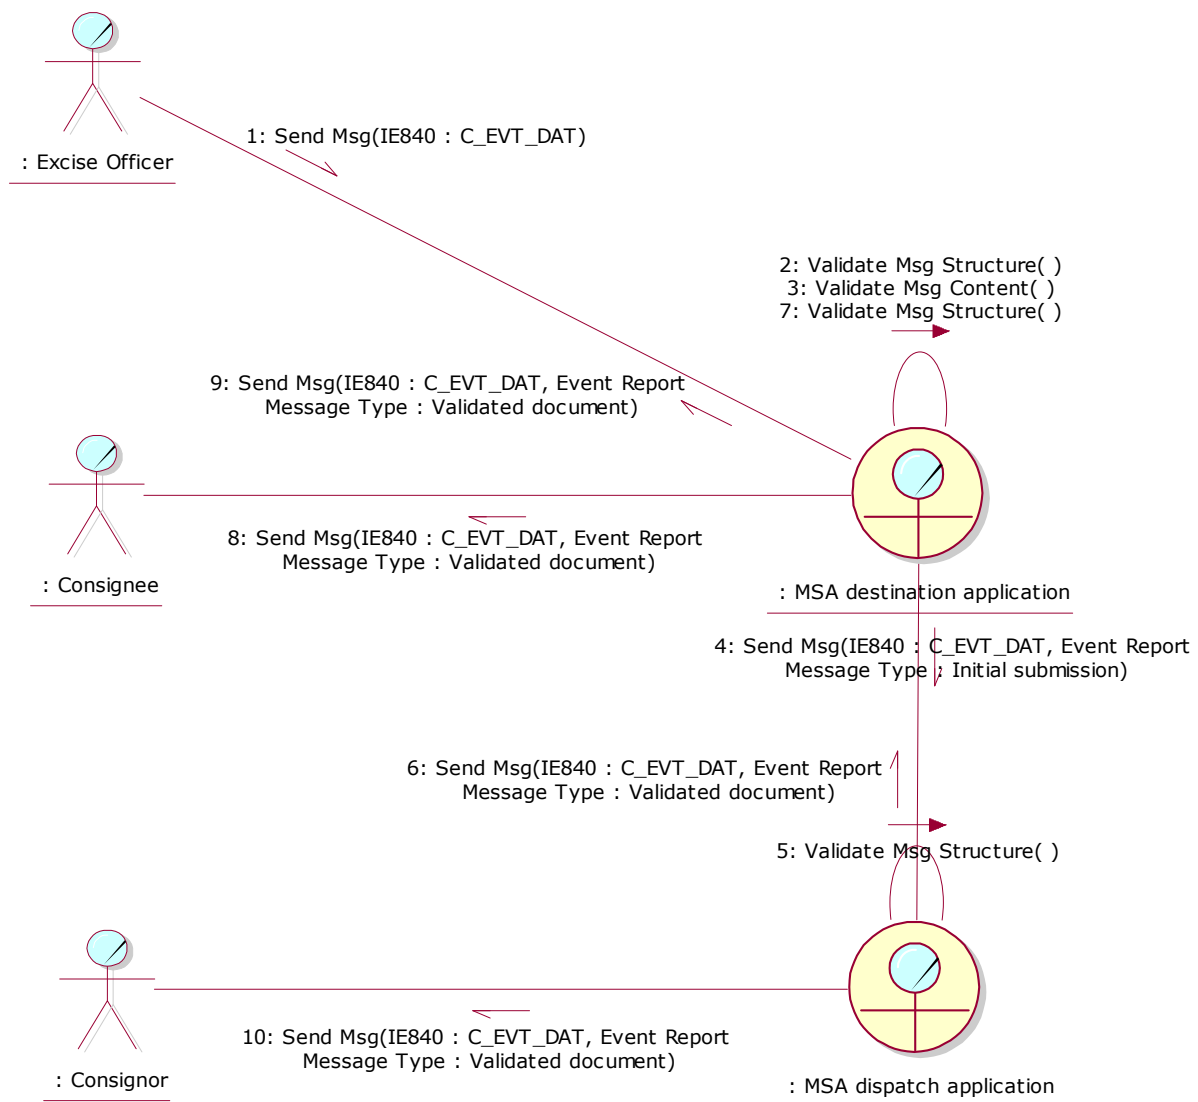 1: Send Msg(IE840 : C_EVT_DAT)
: Excise Officer
2: Validate Msg Structure( )
3: Validate Msg Content( )
7: Validate Msg Structure( )
9: Send Msg(IE840 : C_EVT_DAT, Event Report
Message Type : Validated document)
8: Send Msg(IE840 : C_EVT_DAT, Event Report
Message Type : Validated document)
: Consignee
: MSA destination application
4: Send Msg(IE840 : C_EVT_DAT, Event Report
Message Type : Initial submission)
6: Send Msg(IE840 : C_EVT_DAT, Event Report
Message Type : Validated document)
5: Validate Msg Structure( )
10: Send Msg(IE840 : C_EVT_DAT, Event Report
Message Type : Validated document)
: Consignor
: MSA dispatch application